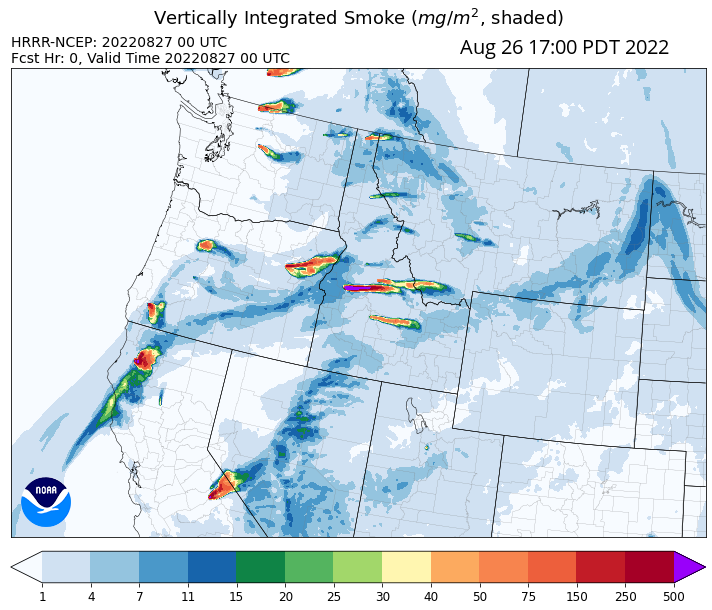 Vertically Integrated Smoke (mg/m², shaded)
HRRR-NCEP: 20220827 00 UTC
Fcst Hr: 0, Valid Time 20220827 00 UTC
Aug 26 17:00 PDT 2022
NOAA
1 4 7 11 15 20 25 30 40 50 75 150 250 500